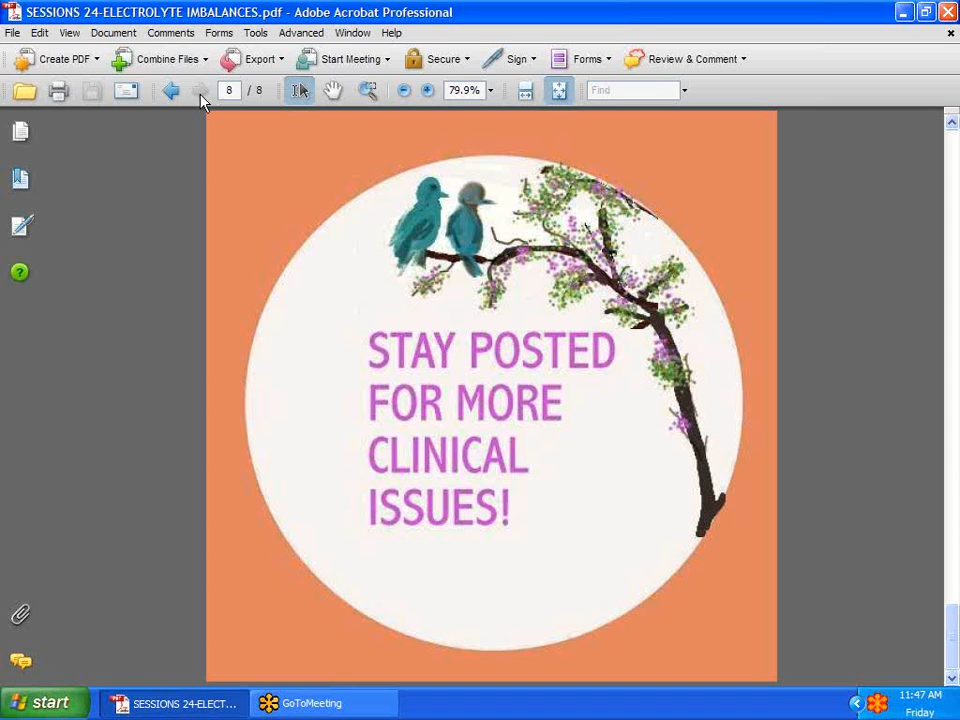 SESSIONS 24-ELECTROLYTE IMBALANCES.pdf - Adobe Acrobat Professional
File Edit View Document Comments Forms Tools Advanced Window Help
Create PDF Combine Files Export Start Meeting Secure Sign Forms Review & Comment
8 / 8 79.9% Find
STAY POSTED
FOR MORE
CLINICAL
ISSUES!
start SESSIONS 24-ELECT... GoToMeeting 11:47 AM
Friday